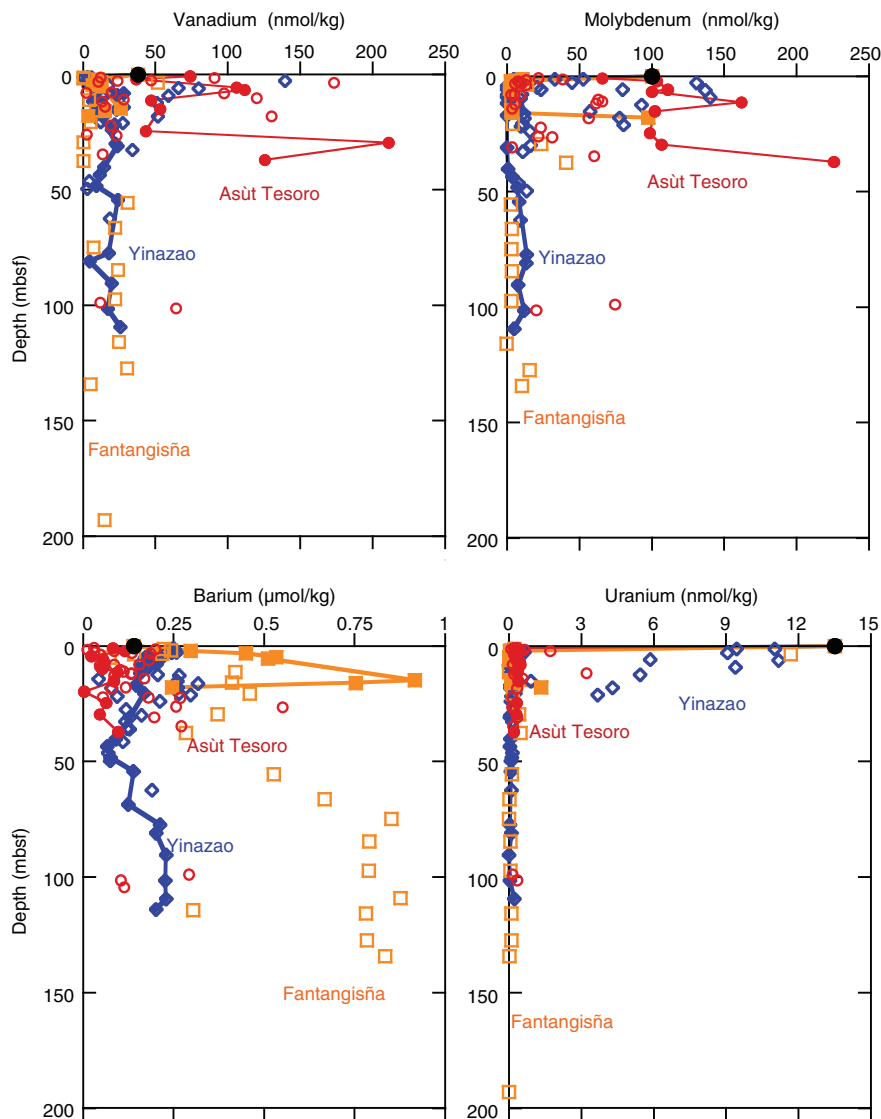 Vanadium (nmol/kg)
0 50 100 150 200 250
0
50
100
150
200
Depth (mbsf)
Asùt Tesoro
Yinazao
Fantangisña
Molybdenum (nmol/kg)
0 50 100 150 200 250
0
50
100
150
200
Asùt Tesoro
Yinazao
Fantangisña
Barium (µmol/kg)
0 0.25 0.5 0.75 1
0
50
100
150
200
Depth (mbsf)
Asùt Tesoro
Yinazao
Fantangisña
Uranium (nmol/kg)
0 3 6 9 12 15
0
50
100
150
200
Yinazao
Asùt Tesoro
Fantangisña